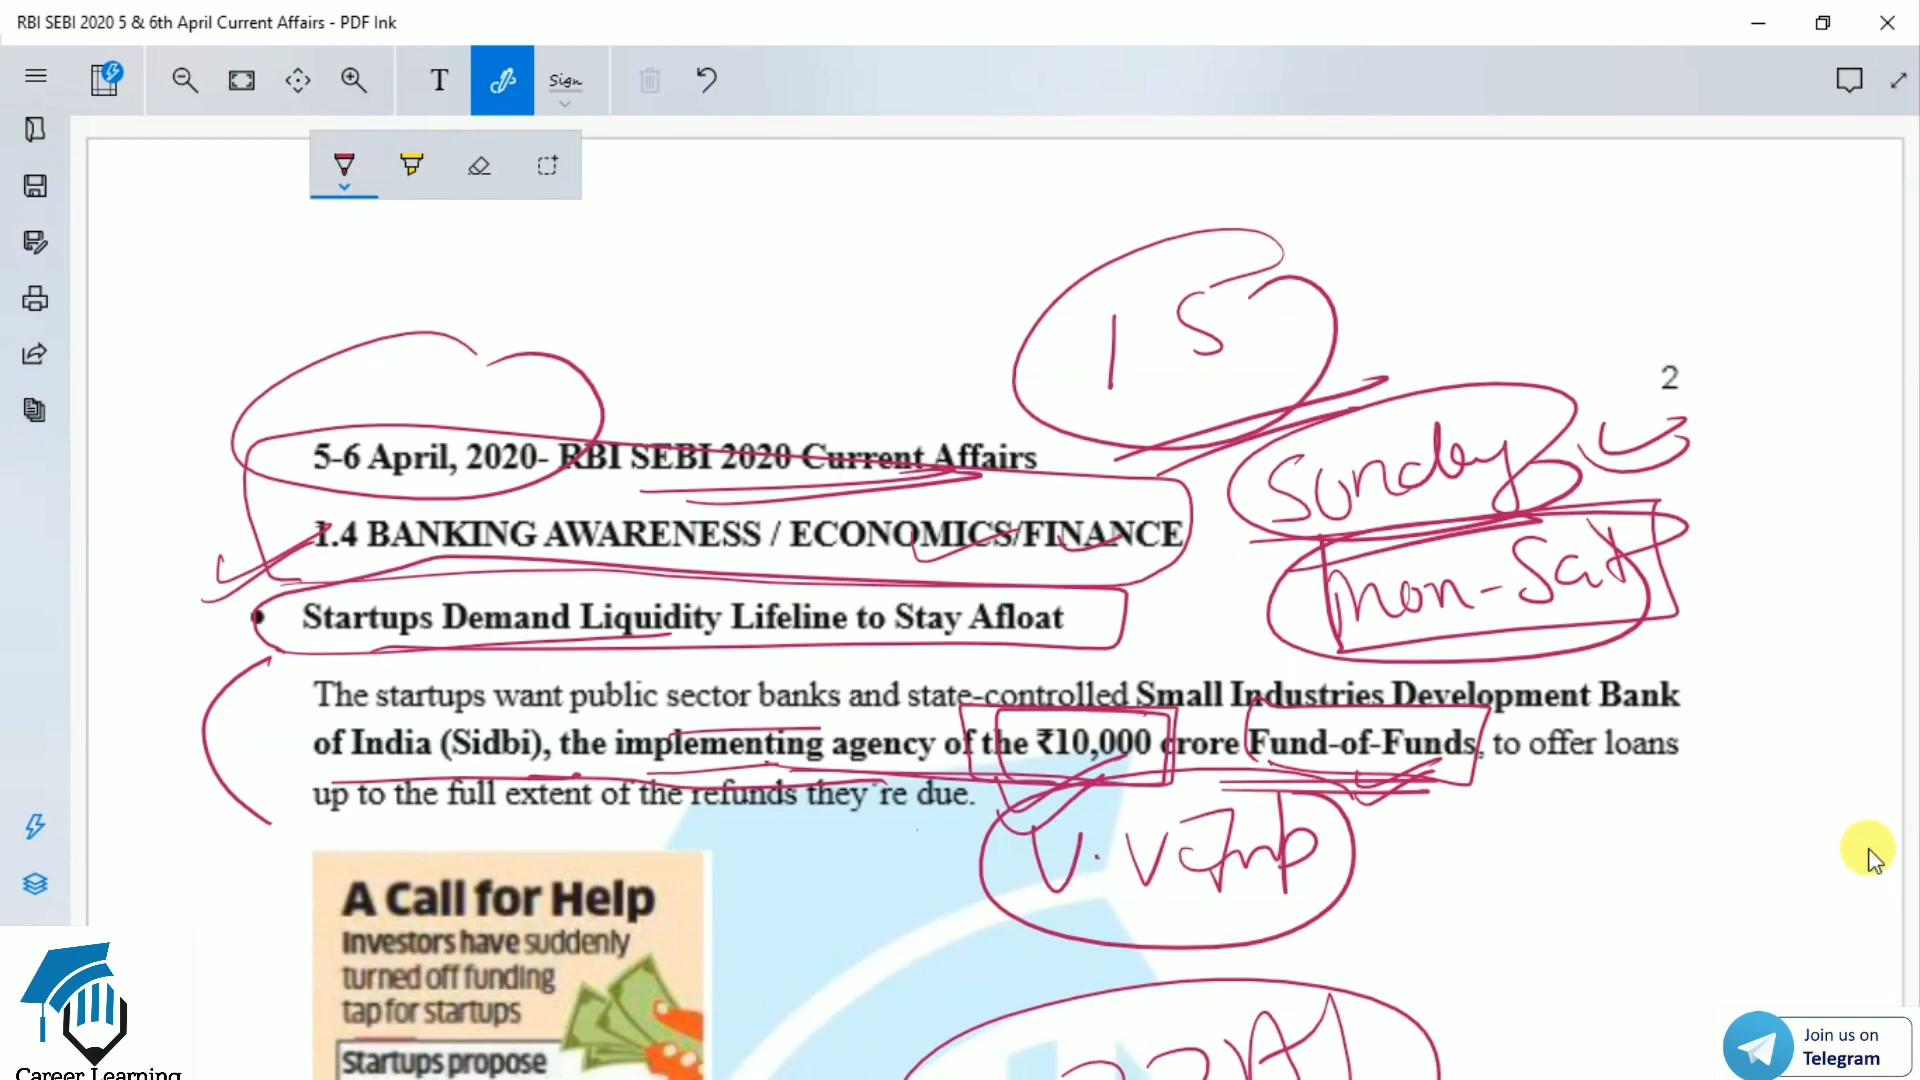 RBI SEBI 2020 5 & 6th April Current Affairs - PDF Ink
T
Sign
15
2
Sunday
5-6 April, 2020- RBI SEBI 2020 Current Affairs
1.4 BANKING AWARENESS / ECONOMICS/FINANCE
mon-Sat
• Startups Demand Liquidity Lifeline to Stay Afloat
The startups want public sector banks and state-controlled Small Industries Development Bank
of India (Sidbi), the implementing agency of the ₹10,000 crore Fund-of-Funds, to offer loans
up to the full extent of the refunds they're due.
V.V Imp
A Call for Help
Investors have suddenly
turned off funding
tap for startups
Startups propose
Career Learning
Join us on
Telegram